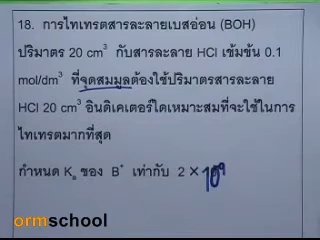 18. การไทเทรตสารละลายเบสอ่อน (BOH)
ปริมาตร 20 cm³ กับสารละลาย HCl เข้มข้น 0.1
mol/dm³ ที่จุดสมมูลต้องใช้ปริมาตรสารละลาย
HCl 20 cm³ อินดิเคเตอร์ใดเหมาะสมที่จะใช้ในการ
ไทเทรตมากที่สุด
กำหนด Kₐ ของ B⁺ เท่ากับ 2 × 10⁹
ormschool